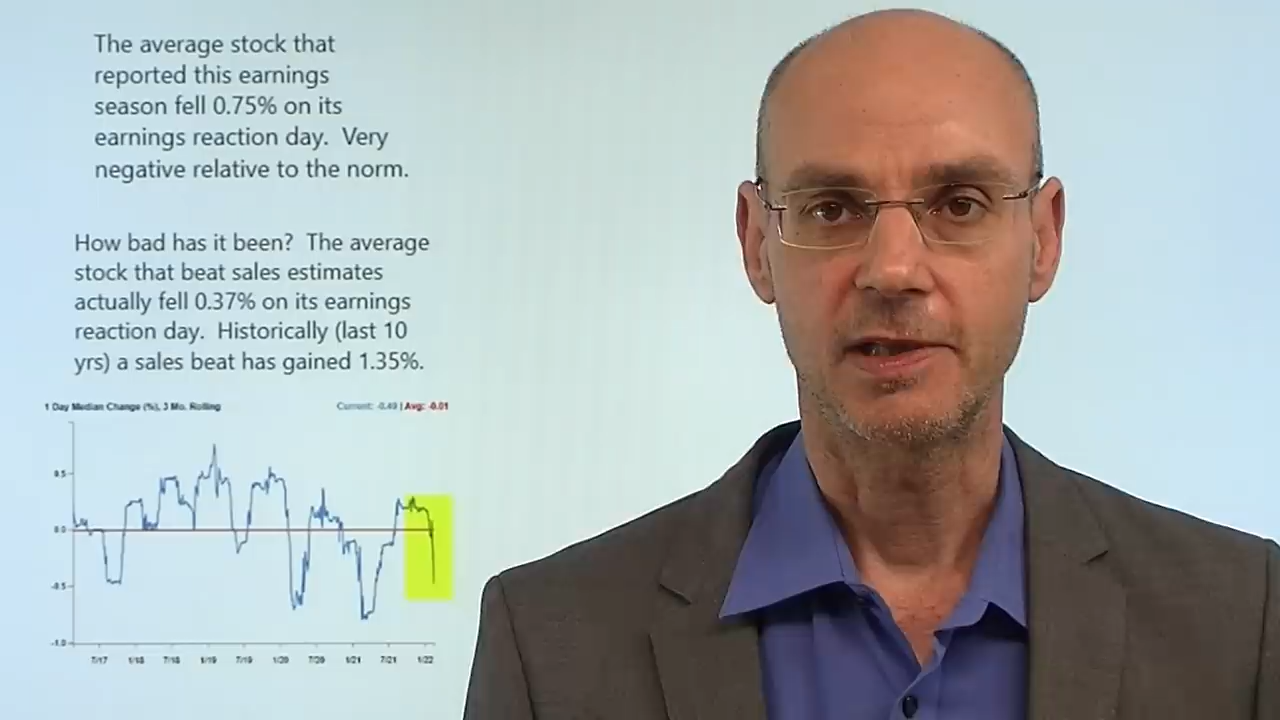 The average stock that
reported this earnings
season fell 0.75% on its
earnings reaction day. Very
negative relative to the norm.
How bad has it been? The average
stock that beat sales estimates
actually fell 0.37% on its earnings
reaction day. Historically (last 10
yrs) a sales beat has gained 1.35%.
1 Day Median Change (%), 3 Mo. Rolling
Current: -0.49 | Avg: -0.01
0.5
0.0
-0.5
-1.0
7/17 1/18 7/18 1/19 7/19 1/20 7/20 1/21 7/21 1/22